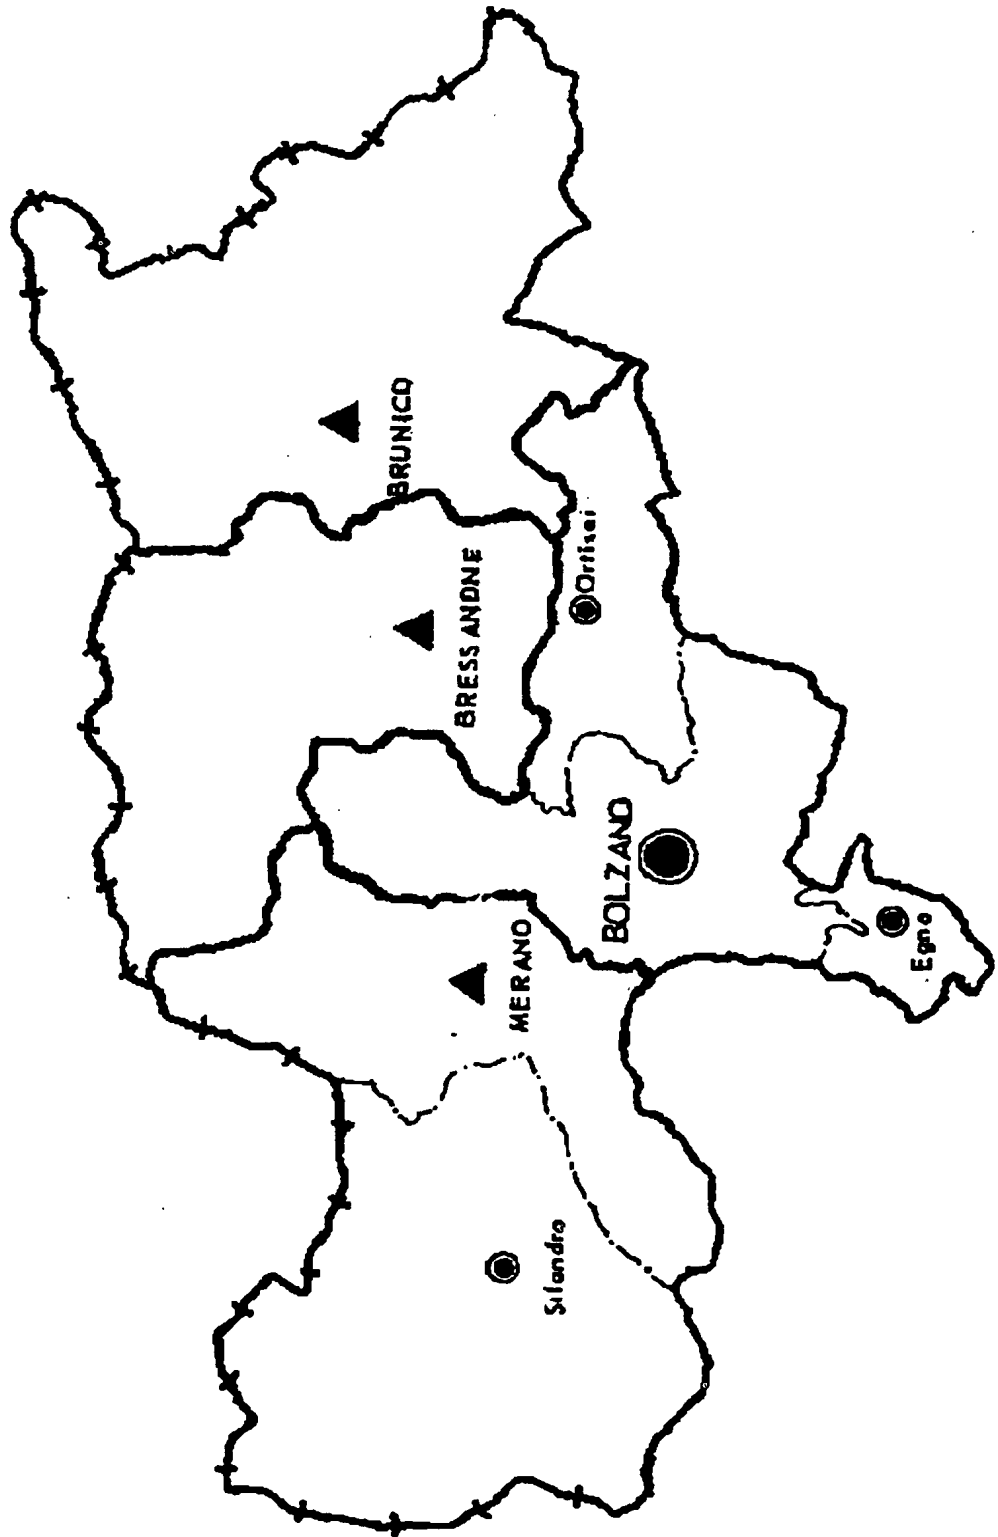 BRUNICO
BRESSANONE
Ortisei
MERANO
BOLZANO
Silandro
Egna